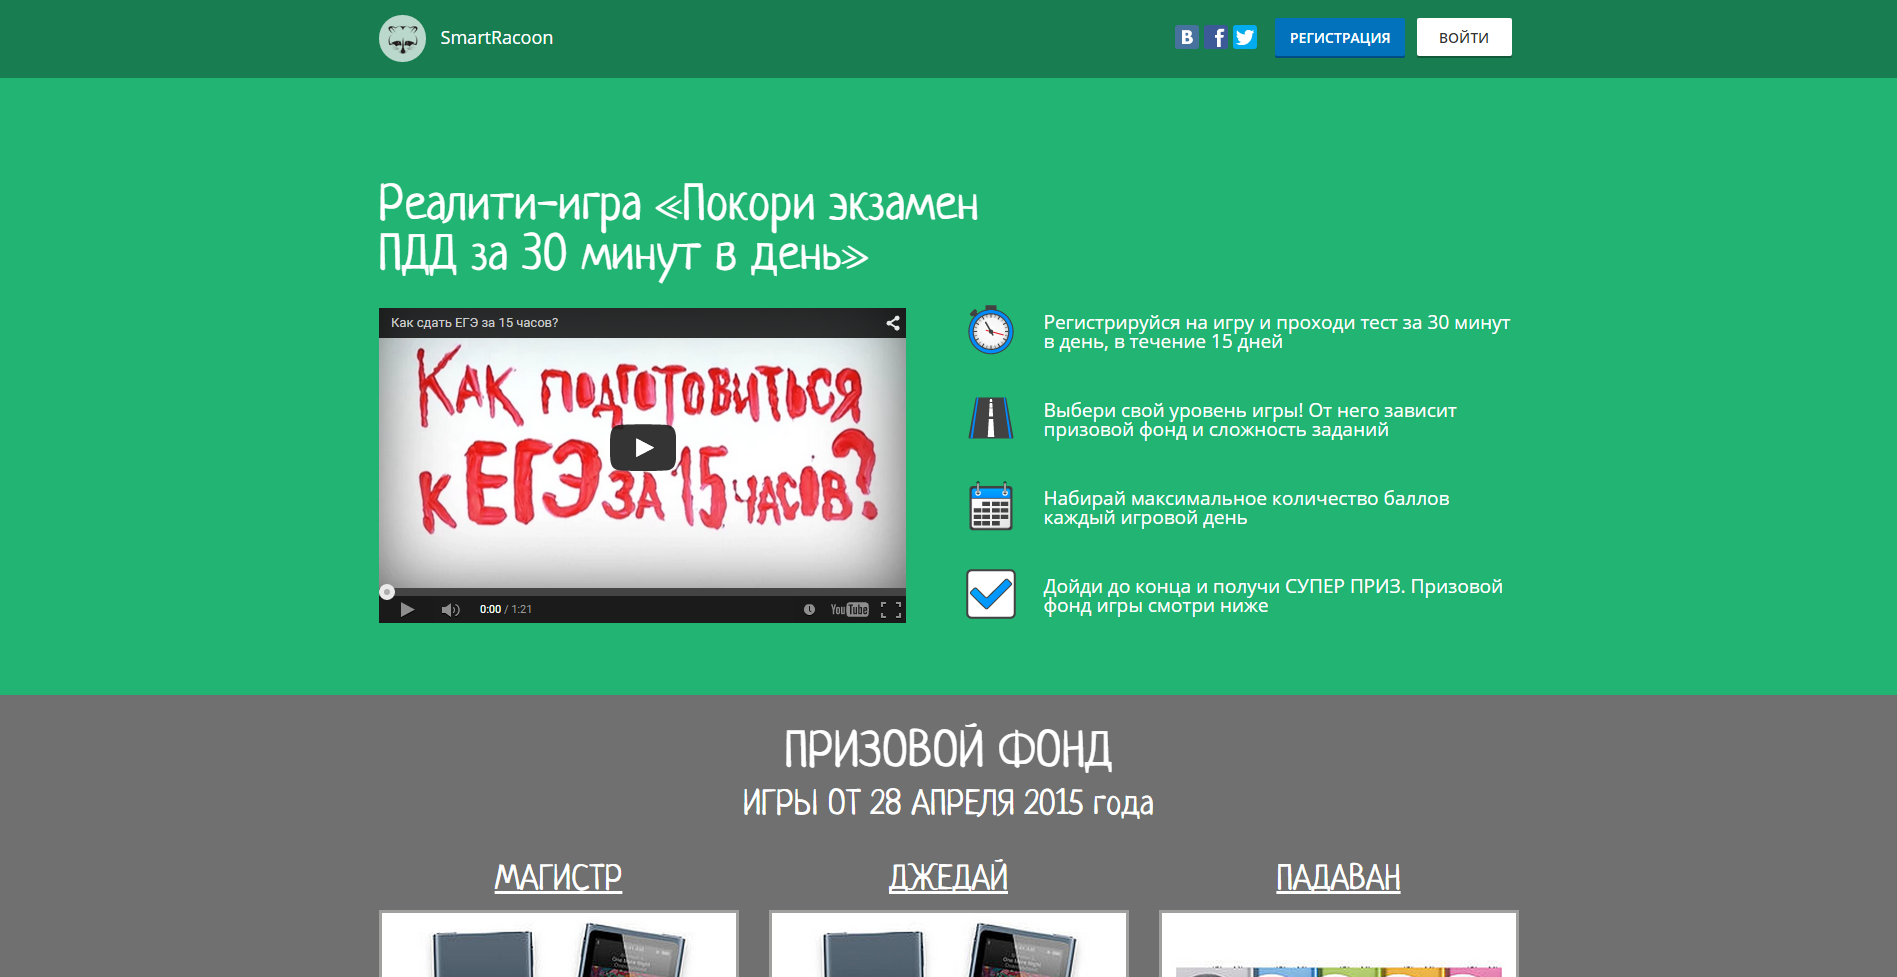 SmartRacoon
B f
РЕГИСТРАЦИЯ
ВОЙТИ
Реалити-игра «Покори экзамен
ПДД за 30 минут в день»
Как сдать ЕГЭ за 15 часов?
Как подготовиться
к ЕГЭ за 15 часов?
0:00 / 1:21
YouTube
Регистрируйся на игру и проходи тест за 30 минут
в день, в течение 15 дней
Выбери свой уровень игры! От него зависит
призовой фонд и сложность заданий
Набирай максимальное количество баллов
каждый игровой день
Дойди до конца и получи СУПЕР ПРИЗ. Призовой
фонд игры смотри ниже
ПРИЗОВОЙ ФОНД
ИГРЫ ОТ 28 АПРЕЛЯ 2015 года
МАГИСТР
ДЖЕДАЙ
ПАДАВАН